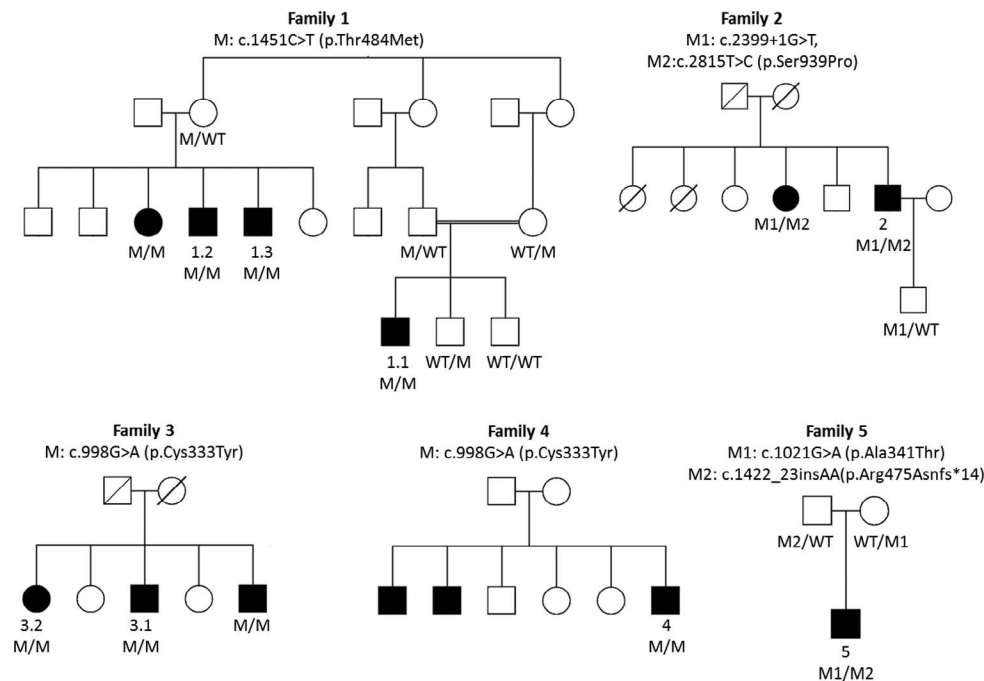 Family 1
M: c.1451C>T (p.Thr484Met)
M/WT
M/M
1.2
M/M
1.3
M/M
M/WT
WT/M
1.1
M/M
WT/M
WT/WT
Family 2
M1: c.2399+1G>T,
M2:c.2815T>C (p.Ser939Pro)
M1/M2
2
M1/M2
M1/WT
Family 3
M: c.998G>A (p.Cys333Tyr)
3.2
M/M
3.1
M/M
M/M
Family 4
M: c.998G>A (p.Cys333Tyr)
4
M/M
Family 5
M1: c.1021G>A (p.Ala341Thr)
M2: c.1422_23insAA(p.Arg475Asnfs*14)
M2/WT
WT/M1
5
M1/M2